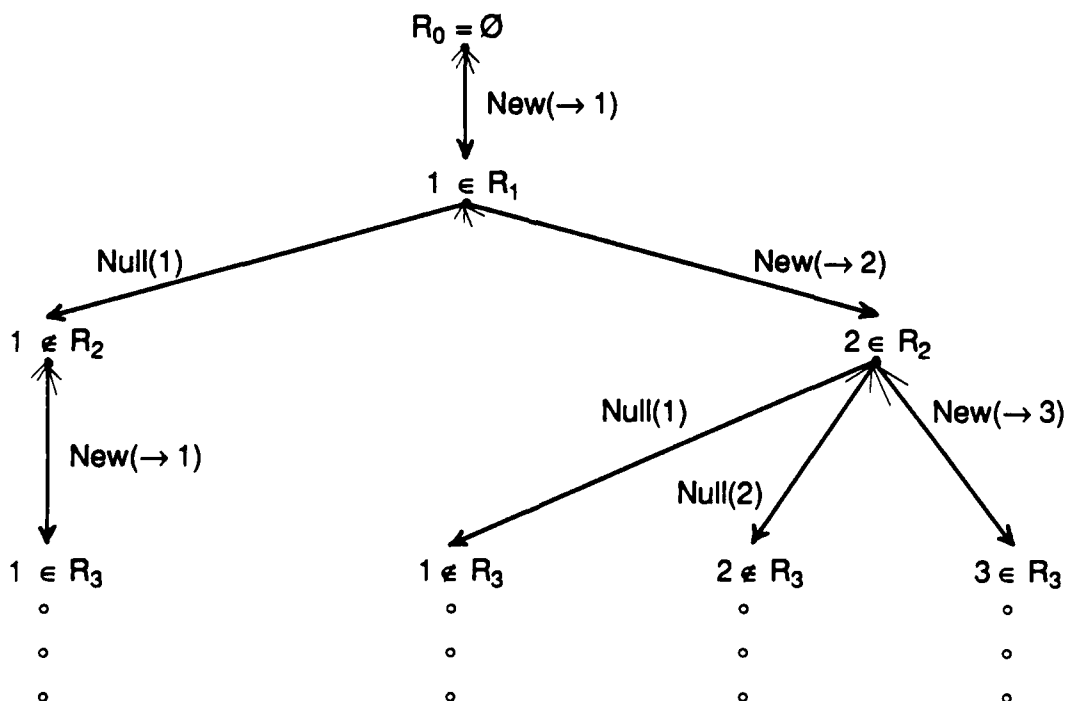 R₀ = Ø
New(→ 1)
1 ∈ R₁
Null(1)
New(→ 2)
1 ∉ R₂
2 ∈ R₂
Null(1)
New(→ 3)
New(→ 1)
Null(2)
1 ∈ R₃
1 ∉ R₃
2 ∉ R₃
3 ∈ R₃